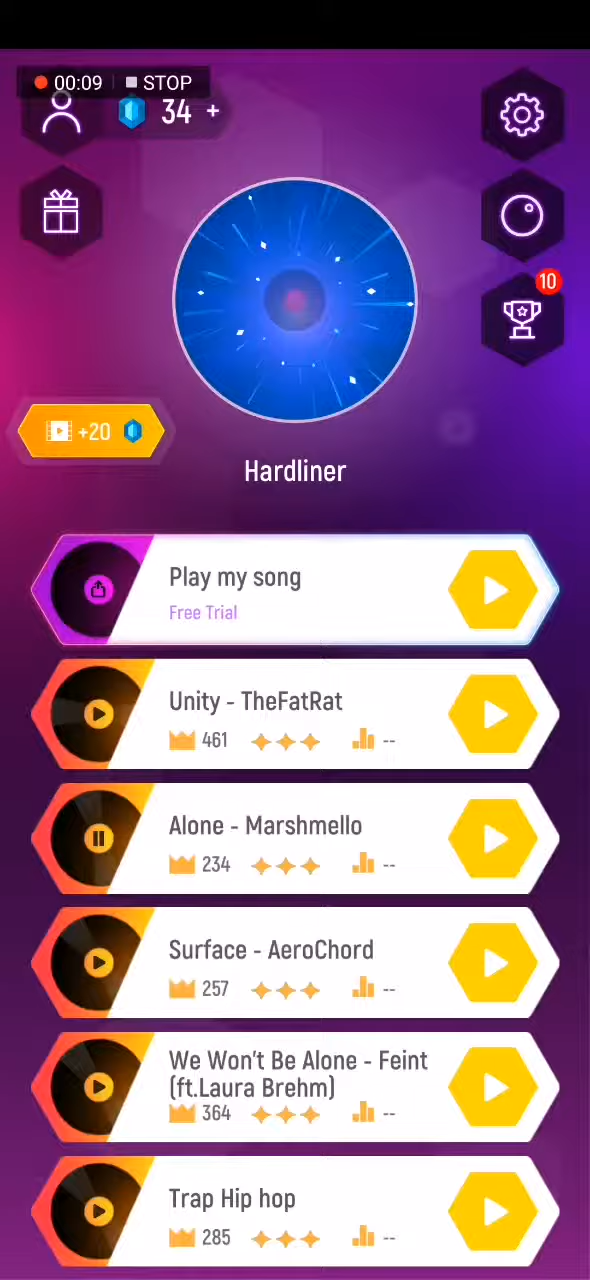 00:09 STOP
34 +
10
+20
Hardliner
Play my song
Free Trial
Unity - TheFatRat
461 --
Alone - Marshmello
234 --
Surface - AeroChord
257 --
We Won't Be Alone - Feint
(ft.Laura Brehm)
364 --
Trap Hip hop
285 --